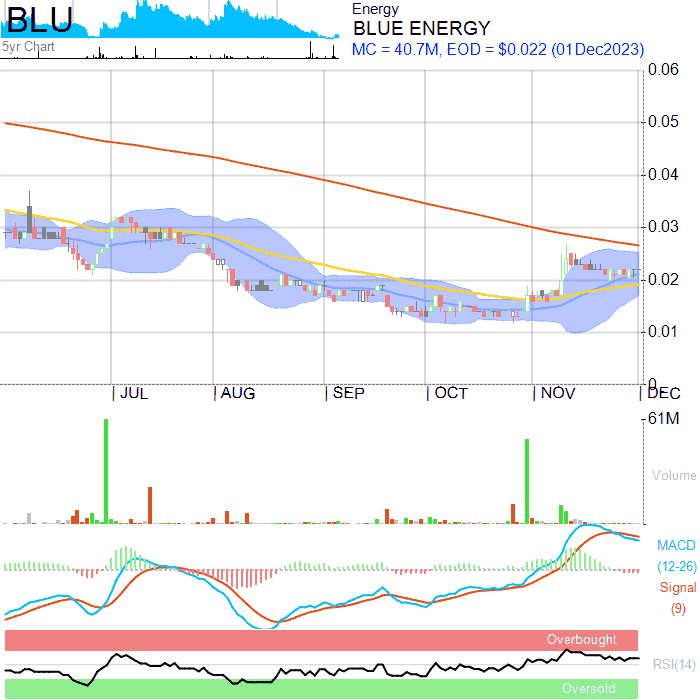 BLU
Energy
BLUE ENERGY
5yr Chart
MC = 40.7M, EOD = $0.022 (01Dec2023)
0.06
0.05
0.04
0.03
0.02
0.01
0
JUL AUG SEP OCT NOV DEC
61M
Volume
MACD
(12-26)
Signal
(9)
Overbought
RSI(14)
Oversold